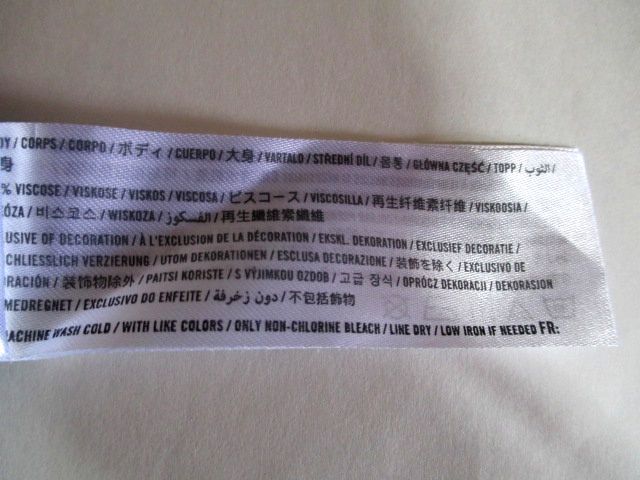 DY / CORPS / CORPO / ボディ / CUERPO / 大身 / VARTALO / STŘEDNÍ DÍL / 몸통 / GŁÓWNA CZĘŚĆ / TOPP / الثوب /
身
% VISCOSE / VISKOSE / VISKOS / VISCOSA / ビスコース / VISCOSILLA / 再生纤维素纤维 / VISKOOSIA /
ÓZA / 비스코스 / WISKOZA / الفسكوز / 再生纖維素纖維
LUSIVE OF DECORATION / À L'EXCLUSION DE LA DÉCORATION / EKSKL. DEKORATION / EXCLUSIEF DECORATIE /
CHLIESSLICH VERZIERUNG / UTOM DEKORATIONEN / ESCLUSA DECORAZIONE / 装飾を除く / EXCLUSIVO DE
RACIÓN / 装饰物除外 / PAITSI KORISTE / S VÝJIMKOU OZDOB / 고급 장식 / OPRÓCZ DEKORACJI / DEKORASJON
MEDREGNET / EXCLUSIVO DO ENFEITE / دون زخرفة / 不包括飾物
ACHINE WASH COLD / WITH LIKE COLORS / ONLY NON-CHLORINE BLEACH / LINE DRY / LOW IRON IF NEEDED FR: